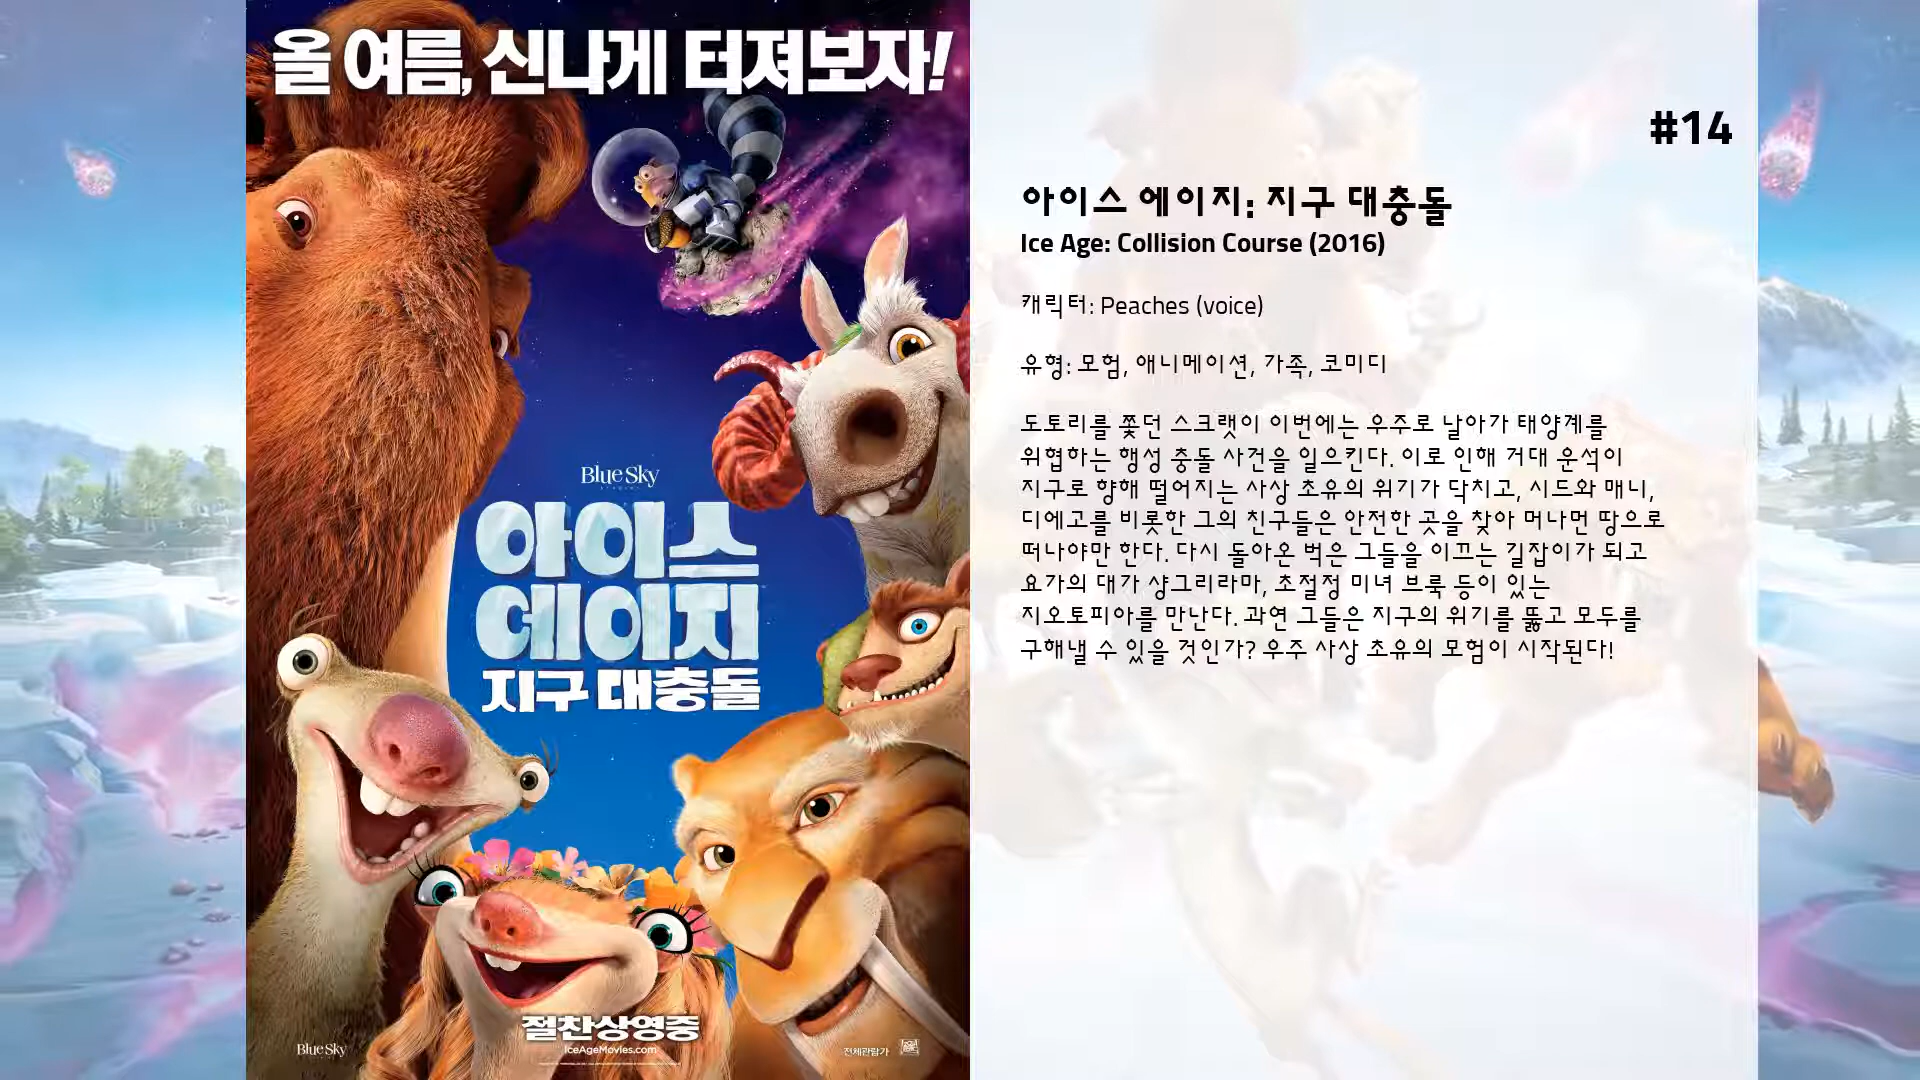 올 여름, 신나게 터져보자!
Blue Sky
아이스
에이지
지구 대충돌
절찬상영중
IceAgeMovies.com
Blue Sky
전체관람가
#14
아이스 에이지: 지구 대충돌
Ice Age: Collision Course (2016)
캐릭터: Peaches (voice)
유형: 모험, 애니메이션, 가족, 코미디
도토리를 쫓던 스크랫이 이번에는 우주로 날아가 태양계를
위협하는 행성 충돌 사건을 일으킨다. 이로 인해 거대 운석이
지구로 향해 떨어지는 사상 초유의 위기가 닥치고, 시드와 매니,
디에고를 비롯한 그의 친구들은 안전한 곳을 찾아 머나먼 땅으로
떠나야만 한다. 다시 돌아온 벅은 그들을 이끄는 길잡이가 되고
요가의 대가 샹그리라마, 초절정 미녀 브룩 등이 있는
지오토피아를 만난다. 과연 그들은 지구의 위기를 뚫고 모두를
구해낼 수 있을 것인가? 우주 사상 초유의 모험이 시작된다!